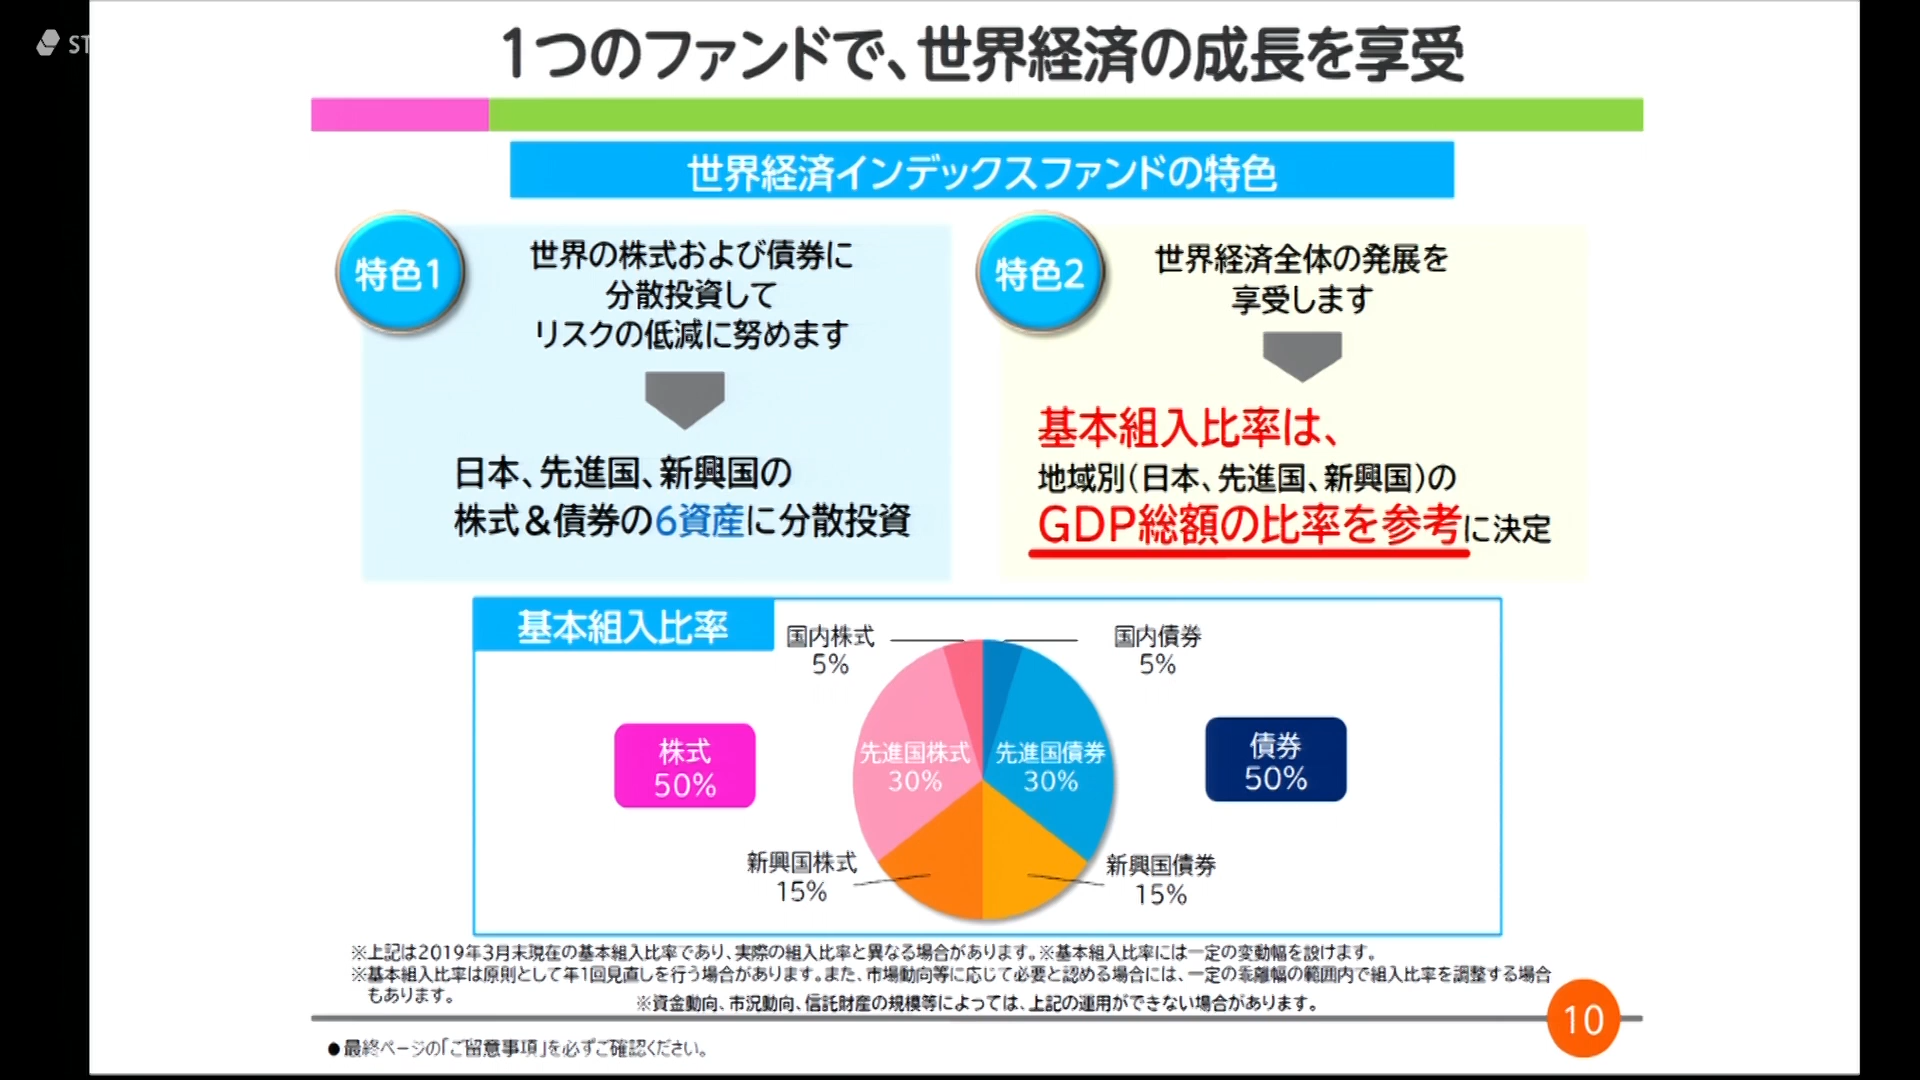 1つのファンドで、世界経済の成長を享受
世界経済インデックスファンドの特色
特色1
世界の株式および債券に
分散投資して
リスクの低減に努めます
日本、先進国、新興国の
株式&債券の6資産に分散投資
特色2
世界経済全体の発展を
享受します
基本組入比率は、
地域別(日本、先進国、新興国)の
GDP総額の比率を参考に決定
基本組入比率
国内株式
5%
国内債券
5%
株式
50%
先進国株式
30%
先進国債券
30%
債券
50%
新興国株式
15%
新興国債券
15%
※上記は2019年3月末現在の基本組入比率であり、実際の組入比率と異なる場合があります。※基本組入比率には一定の変動幅を設けます。
※基本組入比率は原則として年1回見直しを行う場合があります。また、市場動向等に応じて必要と認める場合には、一定の乖離幅の範囲内で組入比率を調整する場合
もあります。
※資金動向、市況動向、信託財産の規模等によっては、上記の運用ができない場合があります。
10
●最終ページの「ご留意事項」を必ずご確認ください。